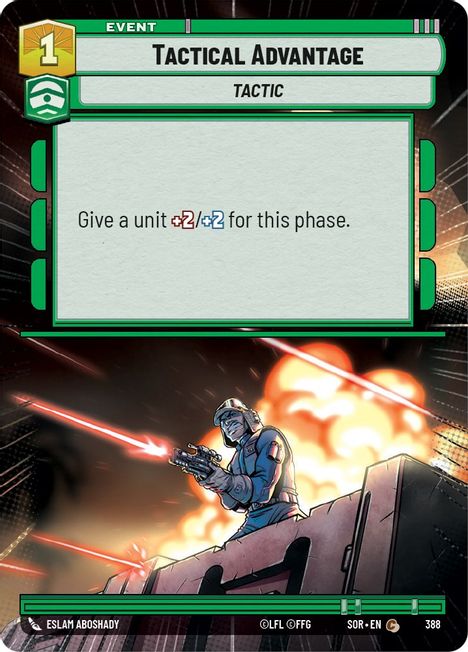 EVENT
1
TACTICAL ADVANTAGE
TACTIC
Give a unit +2/+2 for this phase.
ESLAM ABOSHADY ©LFL ©FFG SOR•EN C 388